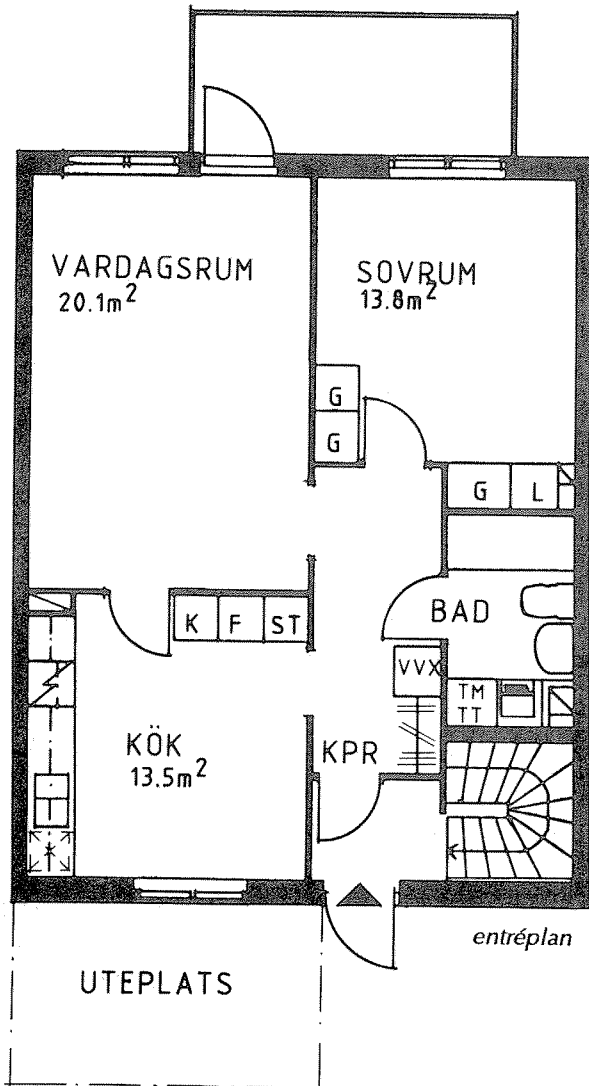 VARDAGSRUM
20.1m²
SOVRUM
13.8m²
G
G
G L
K F ST
BAD
VVX
TM
TT
KÖK
13.5m²
KPR
entréplan
UTEPLATS